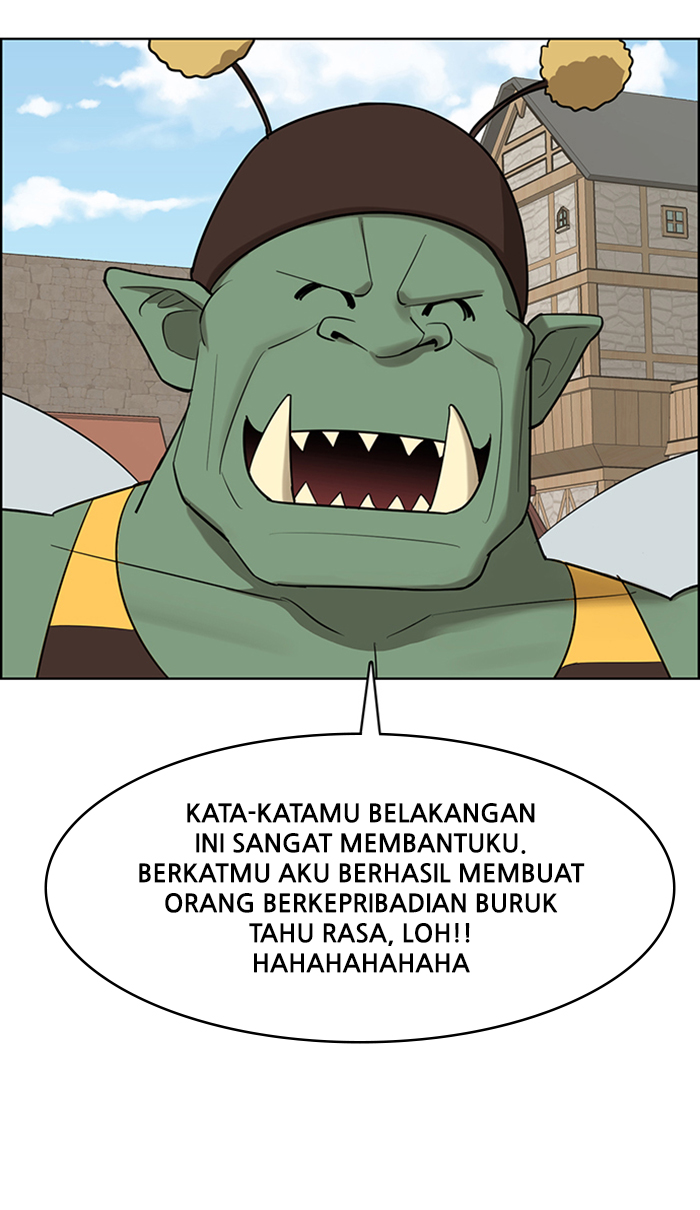 KATA-KATAMU BELAKANGAN
INI SANGAT MEMBANTUKU.
BERKATMU AKU BERHASIL MEMBUAT
ORANG BERKEPRIBADIAN BURUK
TAHU RASA, LOH!!
HAHAHAHAHAHA